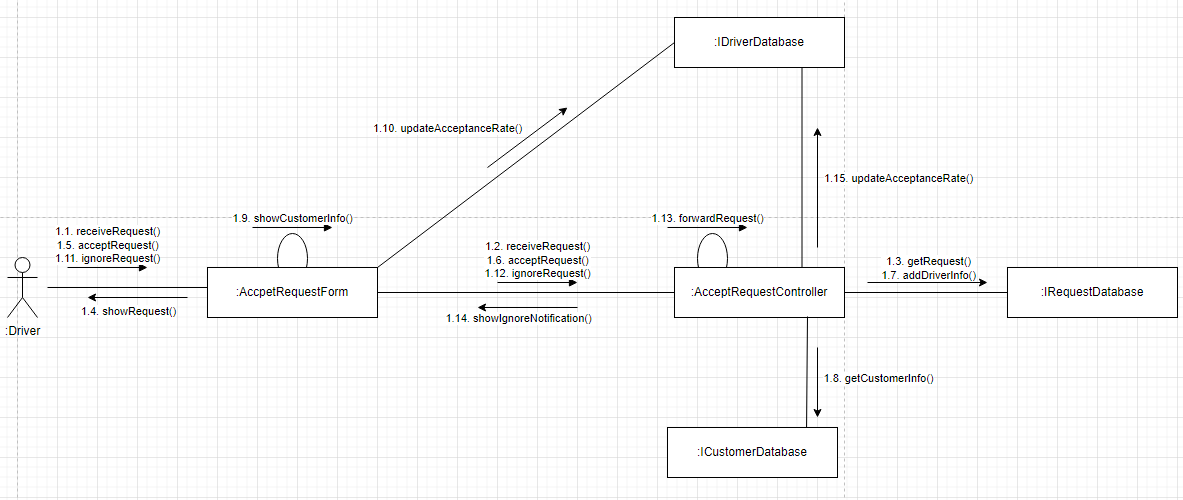 :IDriverDatabase
1.10. updateAcceptanceRate()
1.15. updateAcceptanceRate()
1.9. showCustomerInfo()
1.13. forwardRequest()
1.1. receiveRequest()
1.5. acceptRequest()
1.11. ignoreRequest()
1.2. receiveRequest()
1.6. acceptRequest()
1.12. ignoreRequest()
1.3. getRequest()
1.7. addDriverInfo()
:AccpetRequestForm
:AcceptRequestController
:IRequestDatabase
1.4. showRequest()
1.14. showIgnoreNotification()
:Driver
1.8. getCustomerInfo()
:ICustomerDatabase